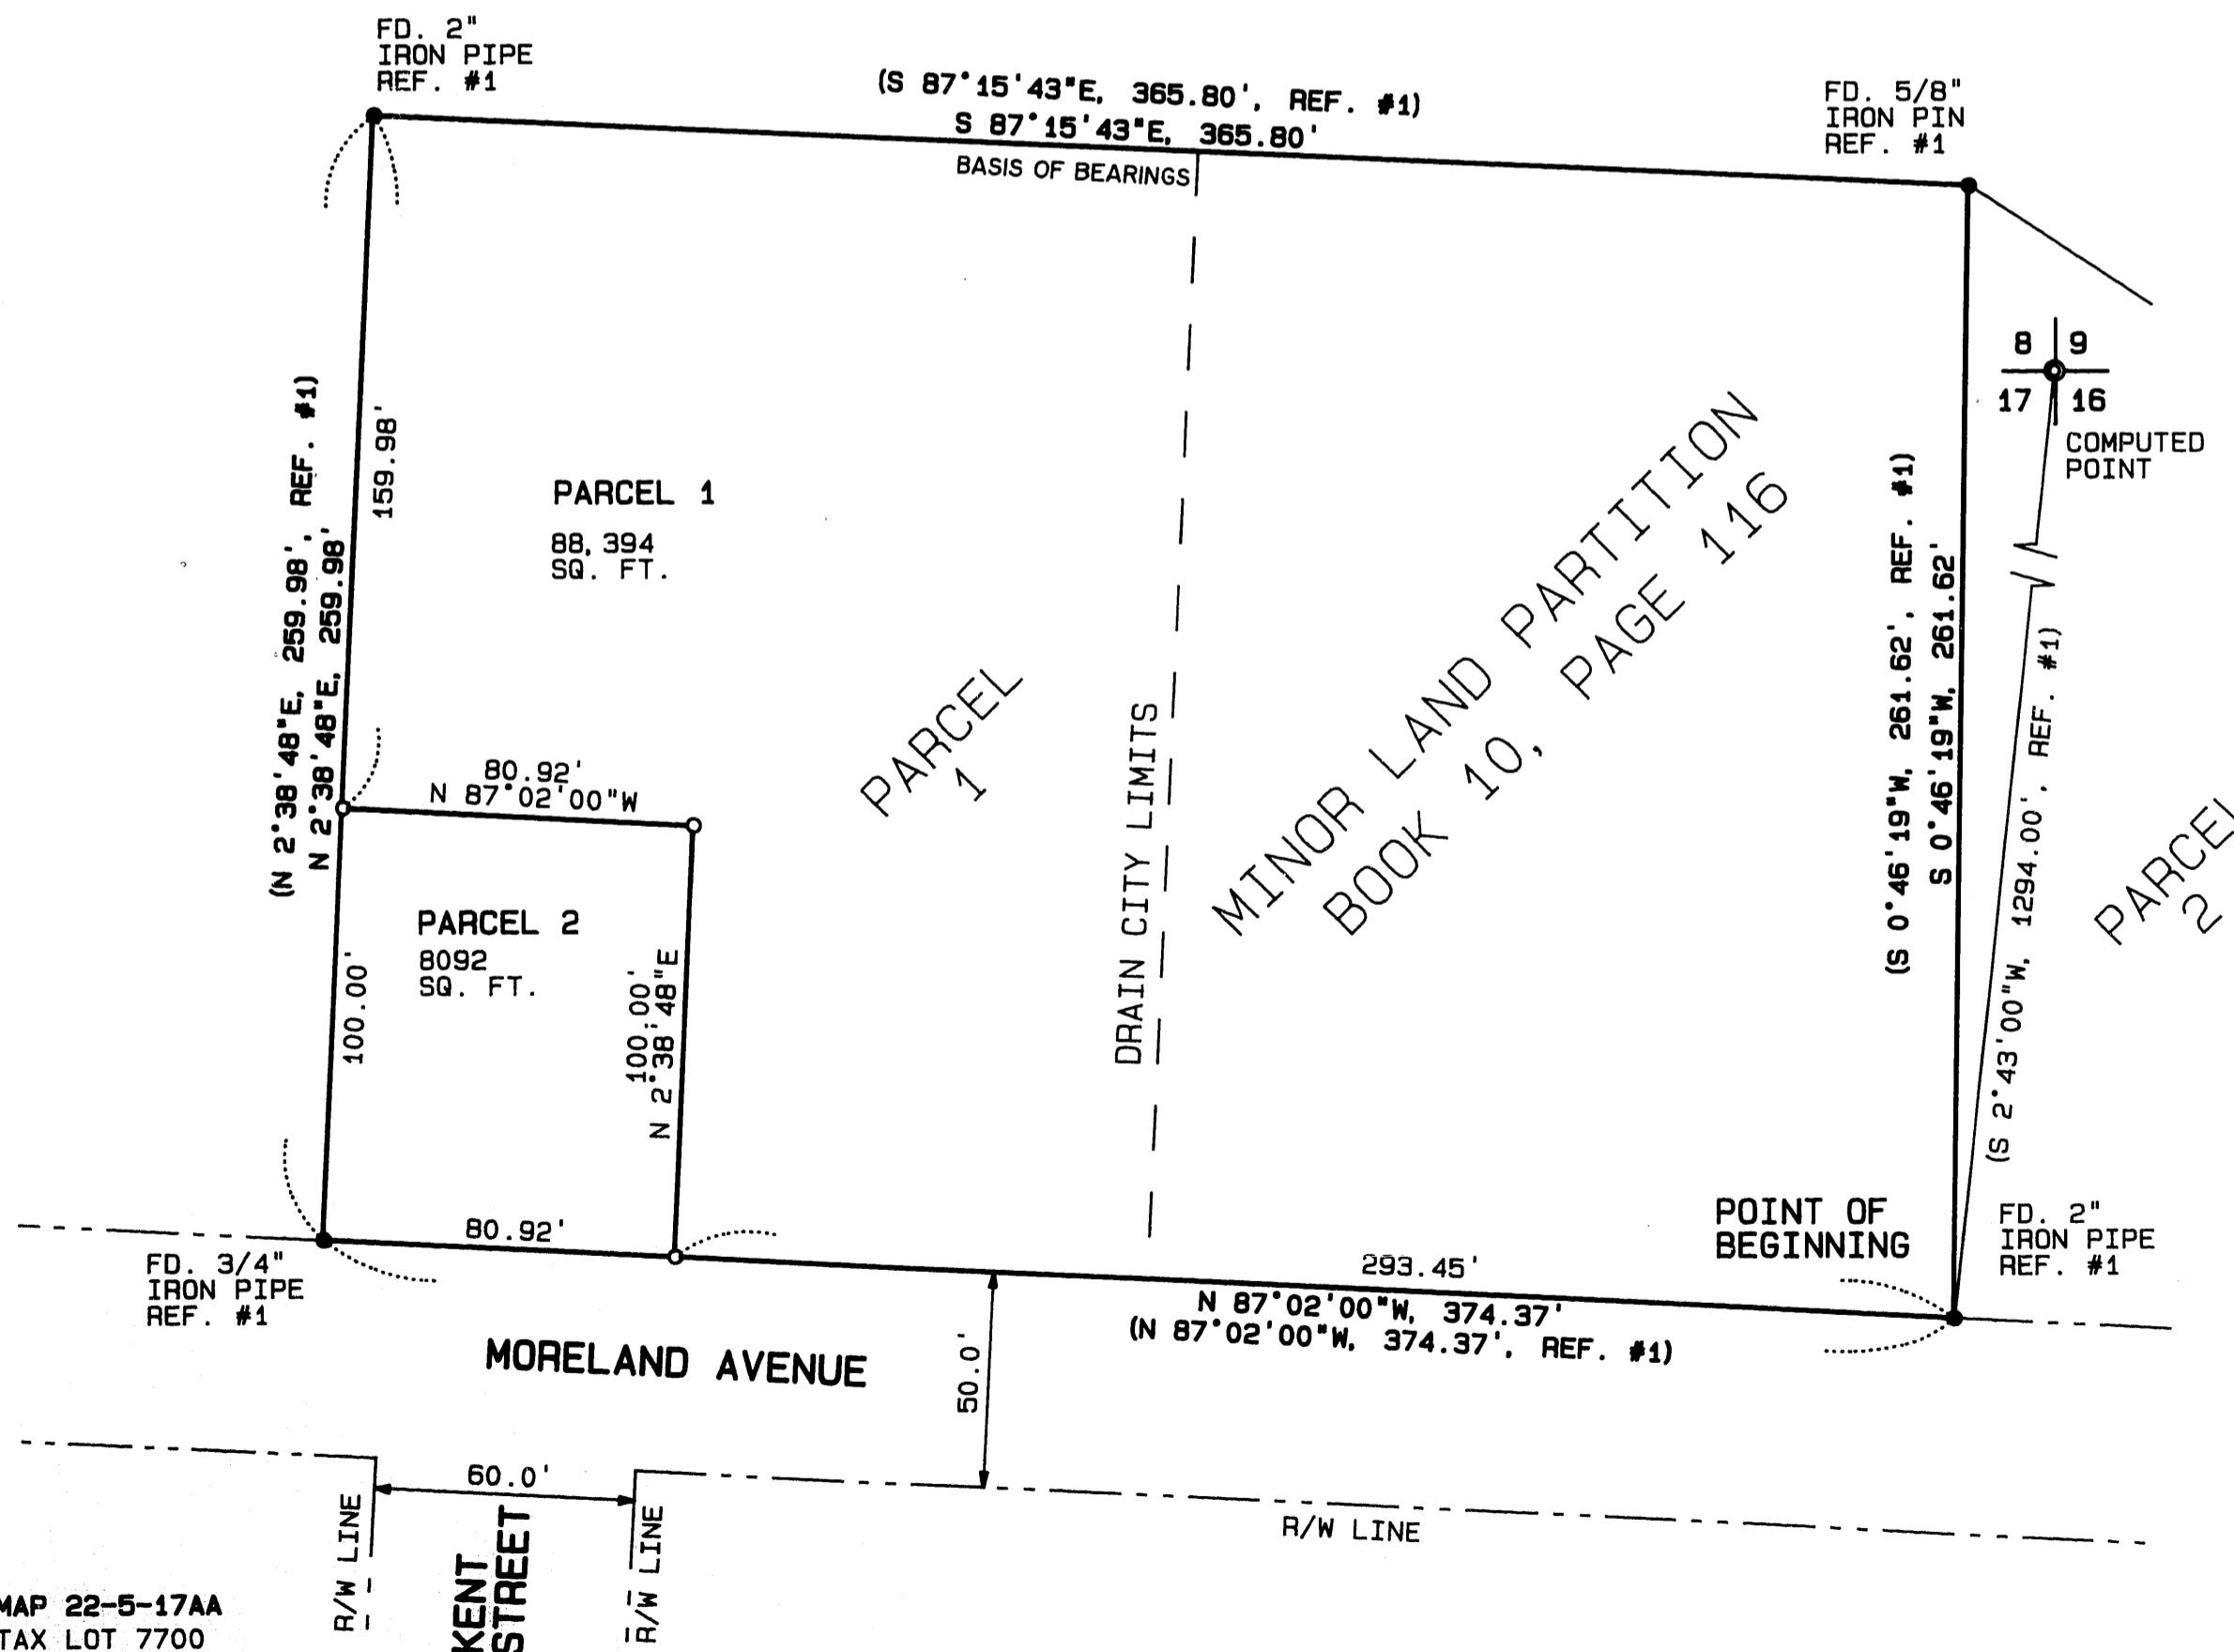 FD. 2"
IRON PIPE
REF. #1
(S 87°15'43"E, 365.80', REF. #1)
S 87°15'43"E, 365.80'
BASIS OF BEARINGS
FD. 5/8"
IRON PIN
REF. #1
8 9
17 16
COMPUTED
POINT
(N 2°38'48"E, 259.98', REF. #1)
N 2°38'48"E, 259.98'
159.98'
PARCEL 1
88,394
SQ. FT.
PARCEL
1
MINOR LAND PARTITION
BOOK 10, PAGE 116
DRAIN CITY LIMITS
(S 0°46'19"W, 261.62', REF. #1)
S 0°46'19"W, 261.62'
(S 2°43'00"W, 1294.00', REF. #1)
PARCEL
2
80.92'
N 87°02'00"W
PARCEL 2
8092
SQ. FT.
100.00'
100.00'
N 2°38'48"E
80.92'
FD. 3/4"
IRON PIPE
REF. #1
POINT OF
BEGINNING
FD. 2"
IRON PIPE
REF. #1
293.45'
N 87°02'00"W, 374.37'
(N 87°02'00"W, 374.37', REF. #1)
MORELAND AVENUE
50.0'
60.0'
R/W LINE
KENT
STREET
R/W LINE
R/W LINE
MAP 22-5-17AA
TAX LOT 7700